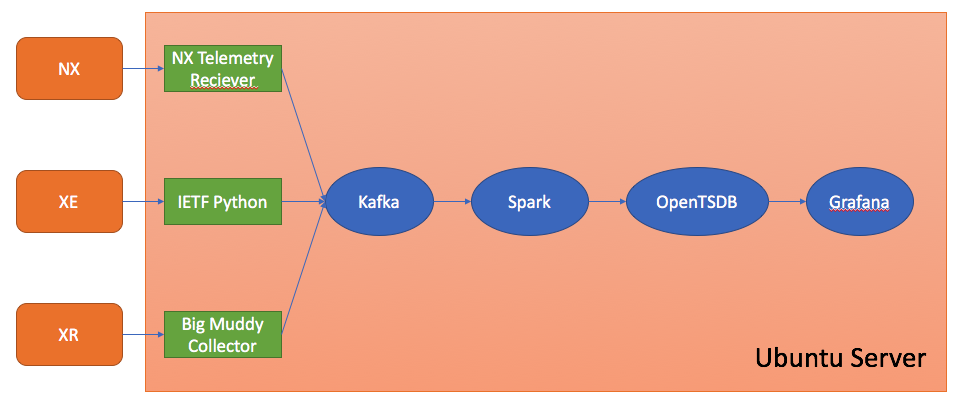 NX
NX Telemetry
Reciever
XE
IETF Python
Kafka
Spark
OpenTSDB
Grafana
XR
Big Muddy
Collector
Ubuntu Server